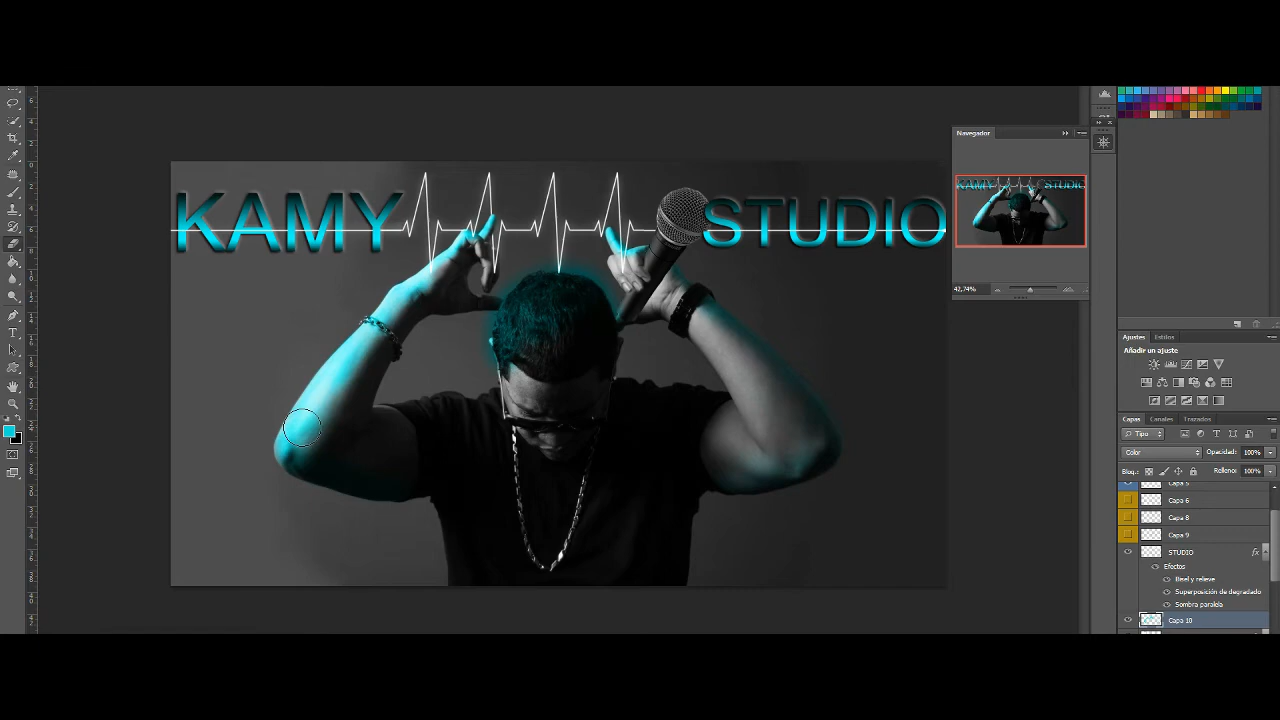 Navegador
KAMY
STUDIO
42,74%
Ajustes Estilos
Añadir un ajuste
Capas Canales Trazados
Tipo
Color Opacidad: 100%
Bloq.: Relleno: 100%
Capa 5
Capa 6
Capa 8
Capa 9
STUDIO fx
Efectos
Bisel y relieve
Superposición de degradado
Sombra paralela
Capa 10